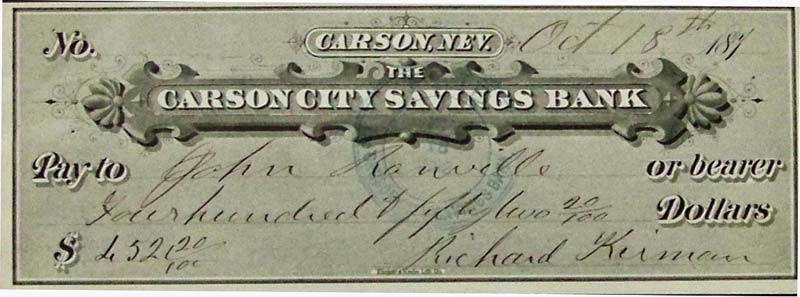 No. CARSON, NEV. Oct 18th 187
THE
CARSON CITY SAVINGS BANK
Pay to John or bearer
Four hundred & fifty two 20/100 Dollars
$ 452 20/100 Richard Kirman